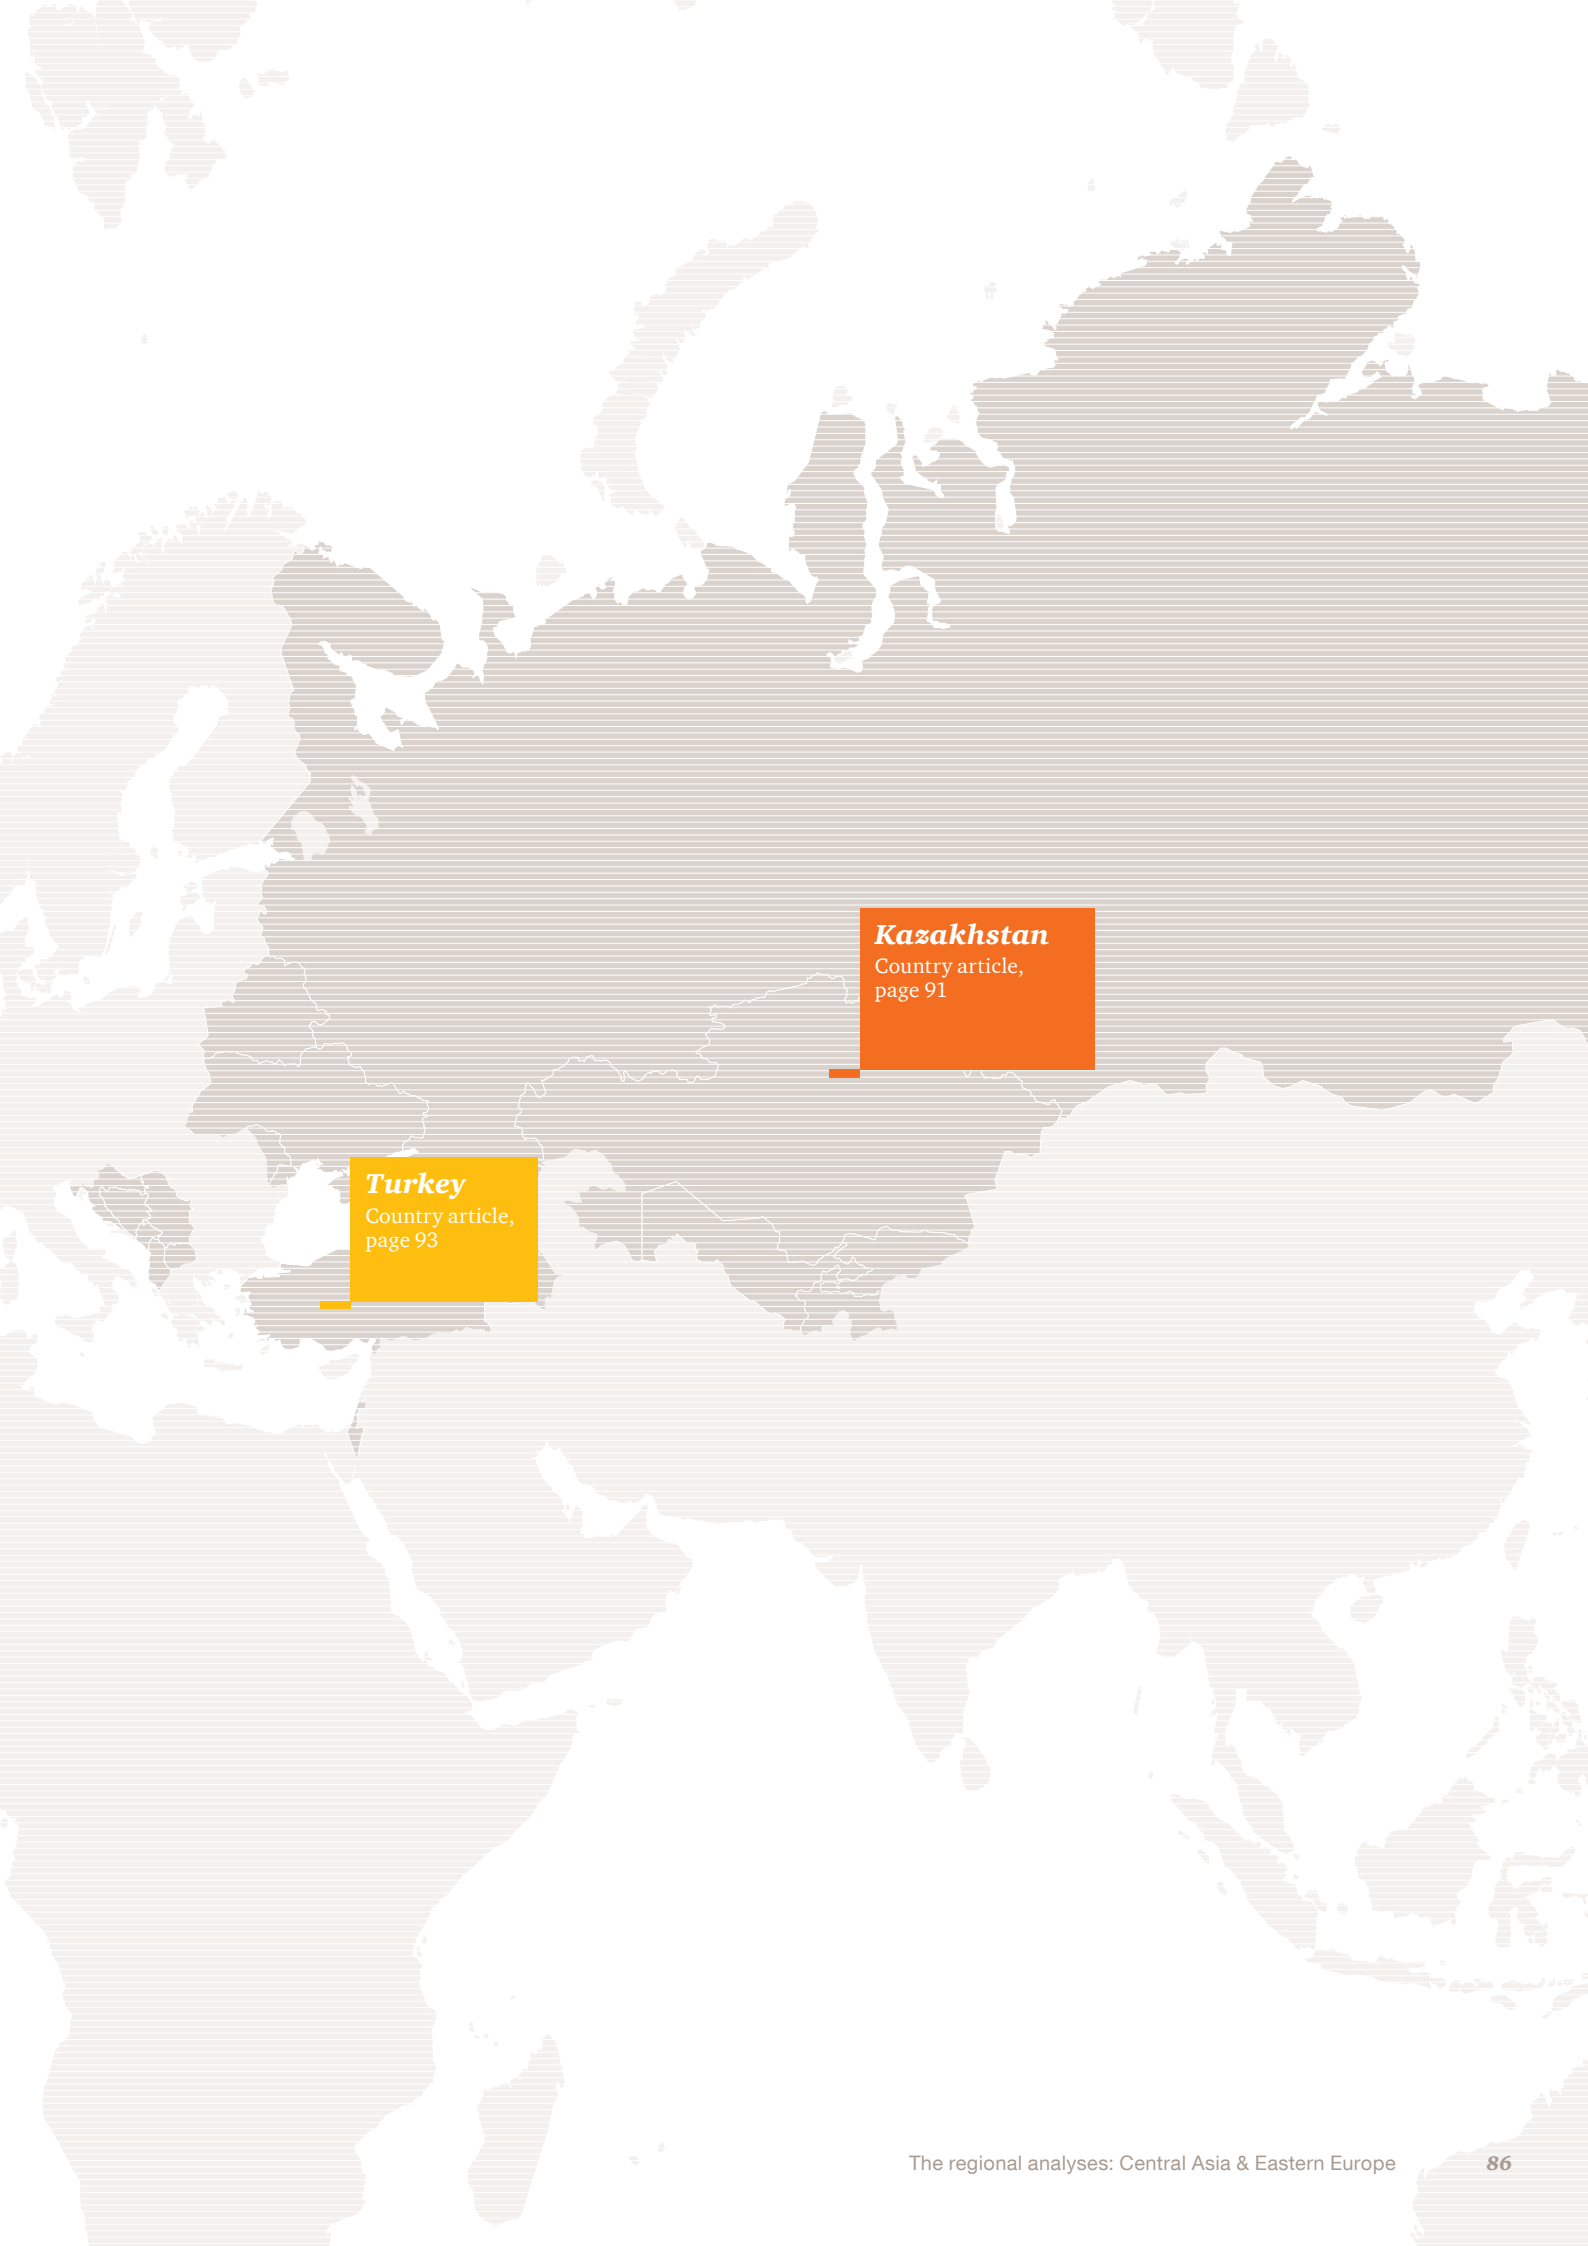 Kazakhstan
Country article,
page 91
Turkey
Country article,
page 93
The regional analyses: Central Asia & Eastern Europe 86